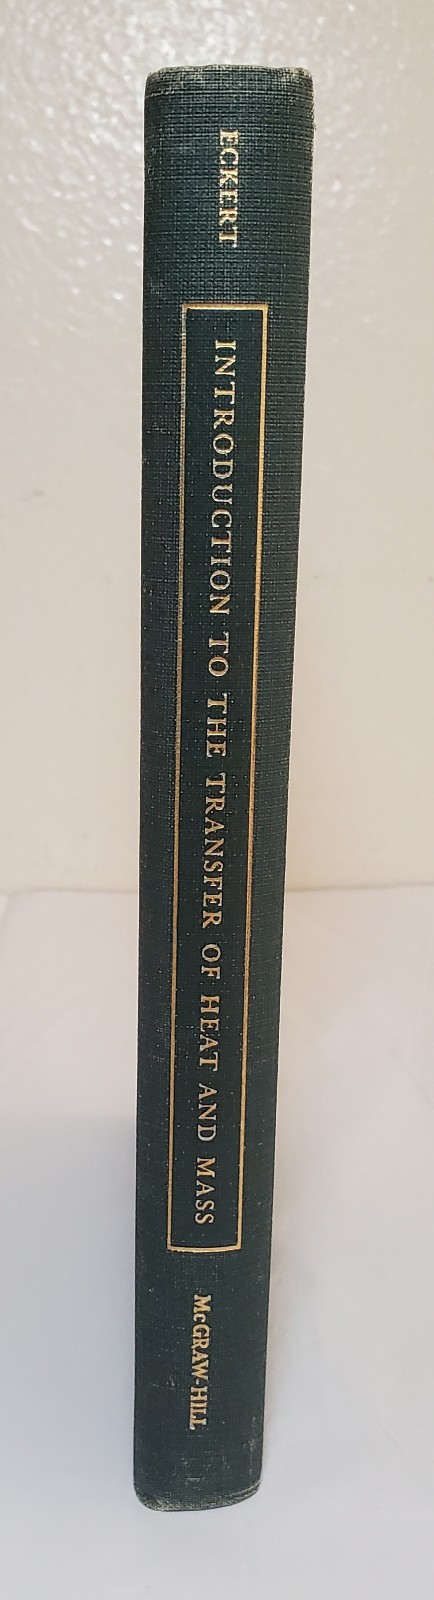 ECKERT
INTRODUCTION TO THE TRANSFER OF HEAT AND MASS
McGRAW-HILL